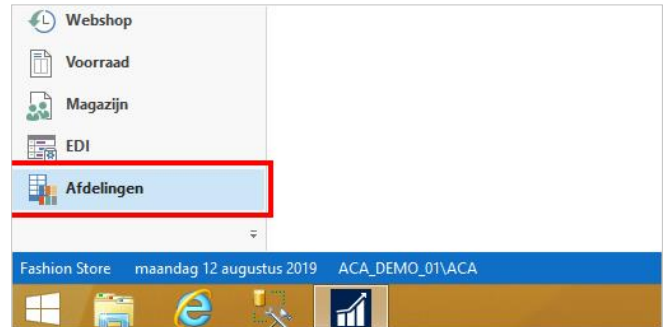 Webshop
Voorraad
Magazijn
EDI
Afdelingen
Fashion Store maandag 12 augustus 2019 ACA_DEMO_01\ACA